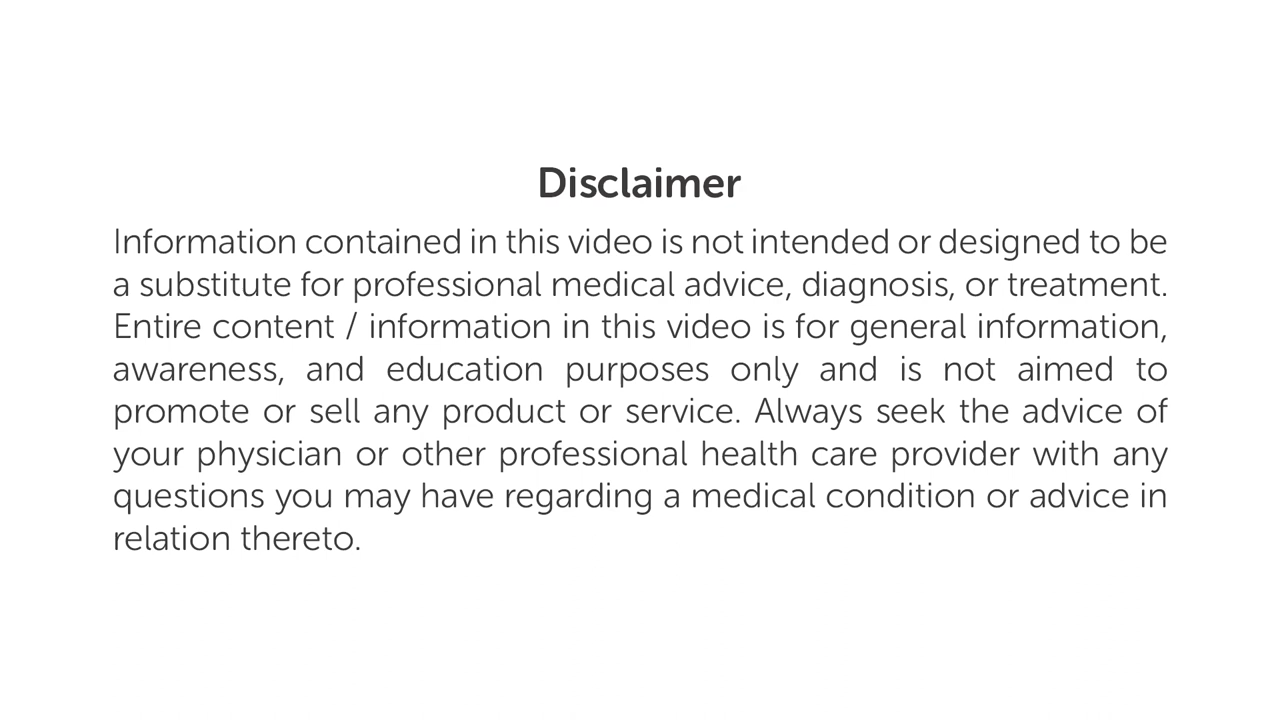 Disclaimer
Information contained in this video is not intended or designed to be
a substitute for professional medical advice, diagnosis, or treatment.
Entire content / information in this video is for general information,
awareness, and education purposes only and is not aimed to
promote or sell any product or service. Always seek the advice of
your physician or other professional health care provider with any
questions you may have regarding a medical condition or advice in
relation thereto.